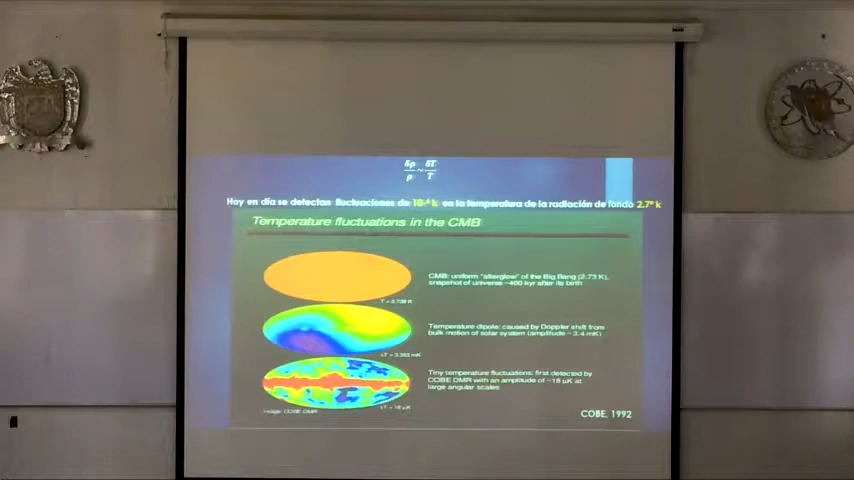 δρ/ρ ~ δT/T
Hoy en día se detectan fluctuaciones de 10⁻⁶ k en la temperatura de la radiación de fondo 2.7° k
Temperature fluctuations in the CMB
CMB: uniform "afterglow" of the Big Bang (2.73 K),
snapshot of universe ~400 kyr after its birth
T = 2.728 K
Temperature dipole: caused by Doppler shift from
bulk motion of solar system (amplitude ~ 3.4 mK)
ΔT = 3.353 mK
Tiny temperature fluctuations; first detected by
COBE DMR with an amplitude of ~18 µK at
large angular scales
ΔT = 18 µK
Image: COBE DMR
COBE, 1992